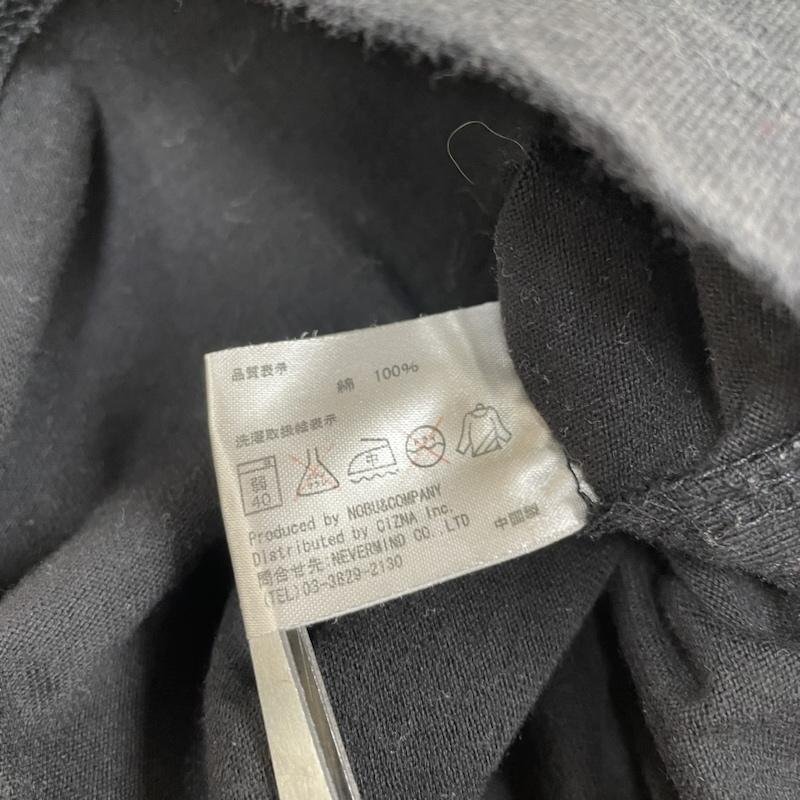 品質表示
綿 100%
洗濯取扱絵表示
弱 40 中
Produced by NOBU&COMPANY
Distributed by CIZNA Inc.
問合せ先:NEVERMIND CO.,LTD 中国製
(TEL)03-3829-2130